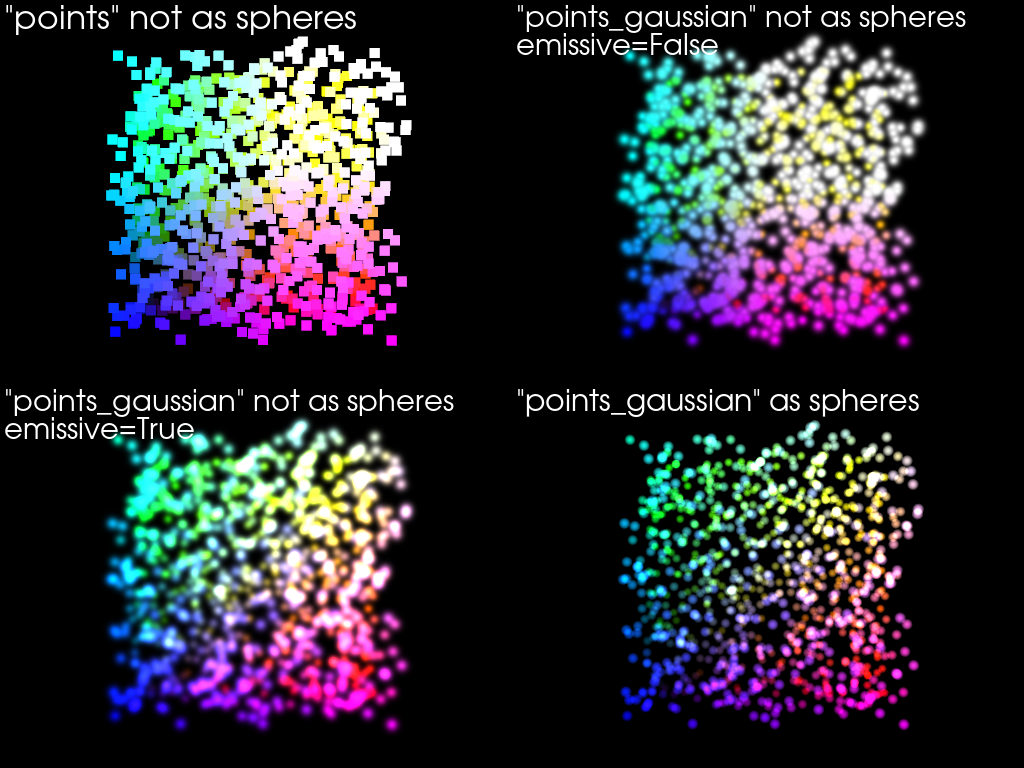 "points" not as spheres
"points_gaussian" not as spheres
emissive=False
"points_gaussian" not as spheres
emissive=True
"points_gaussian" as spheres